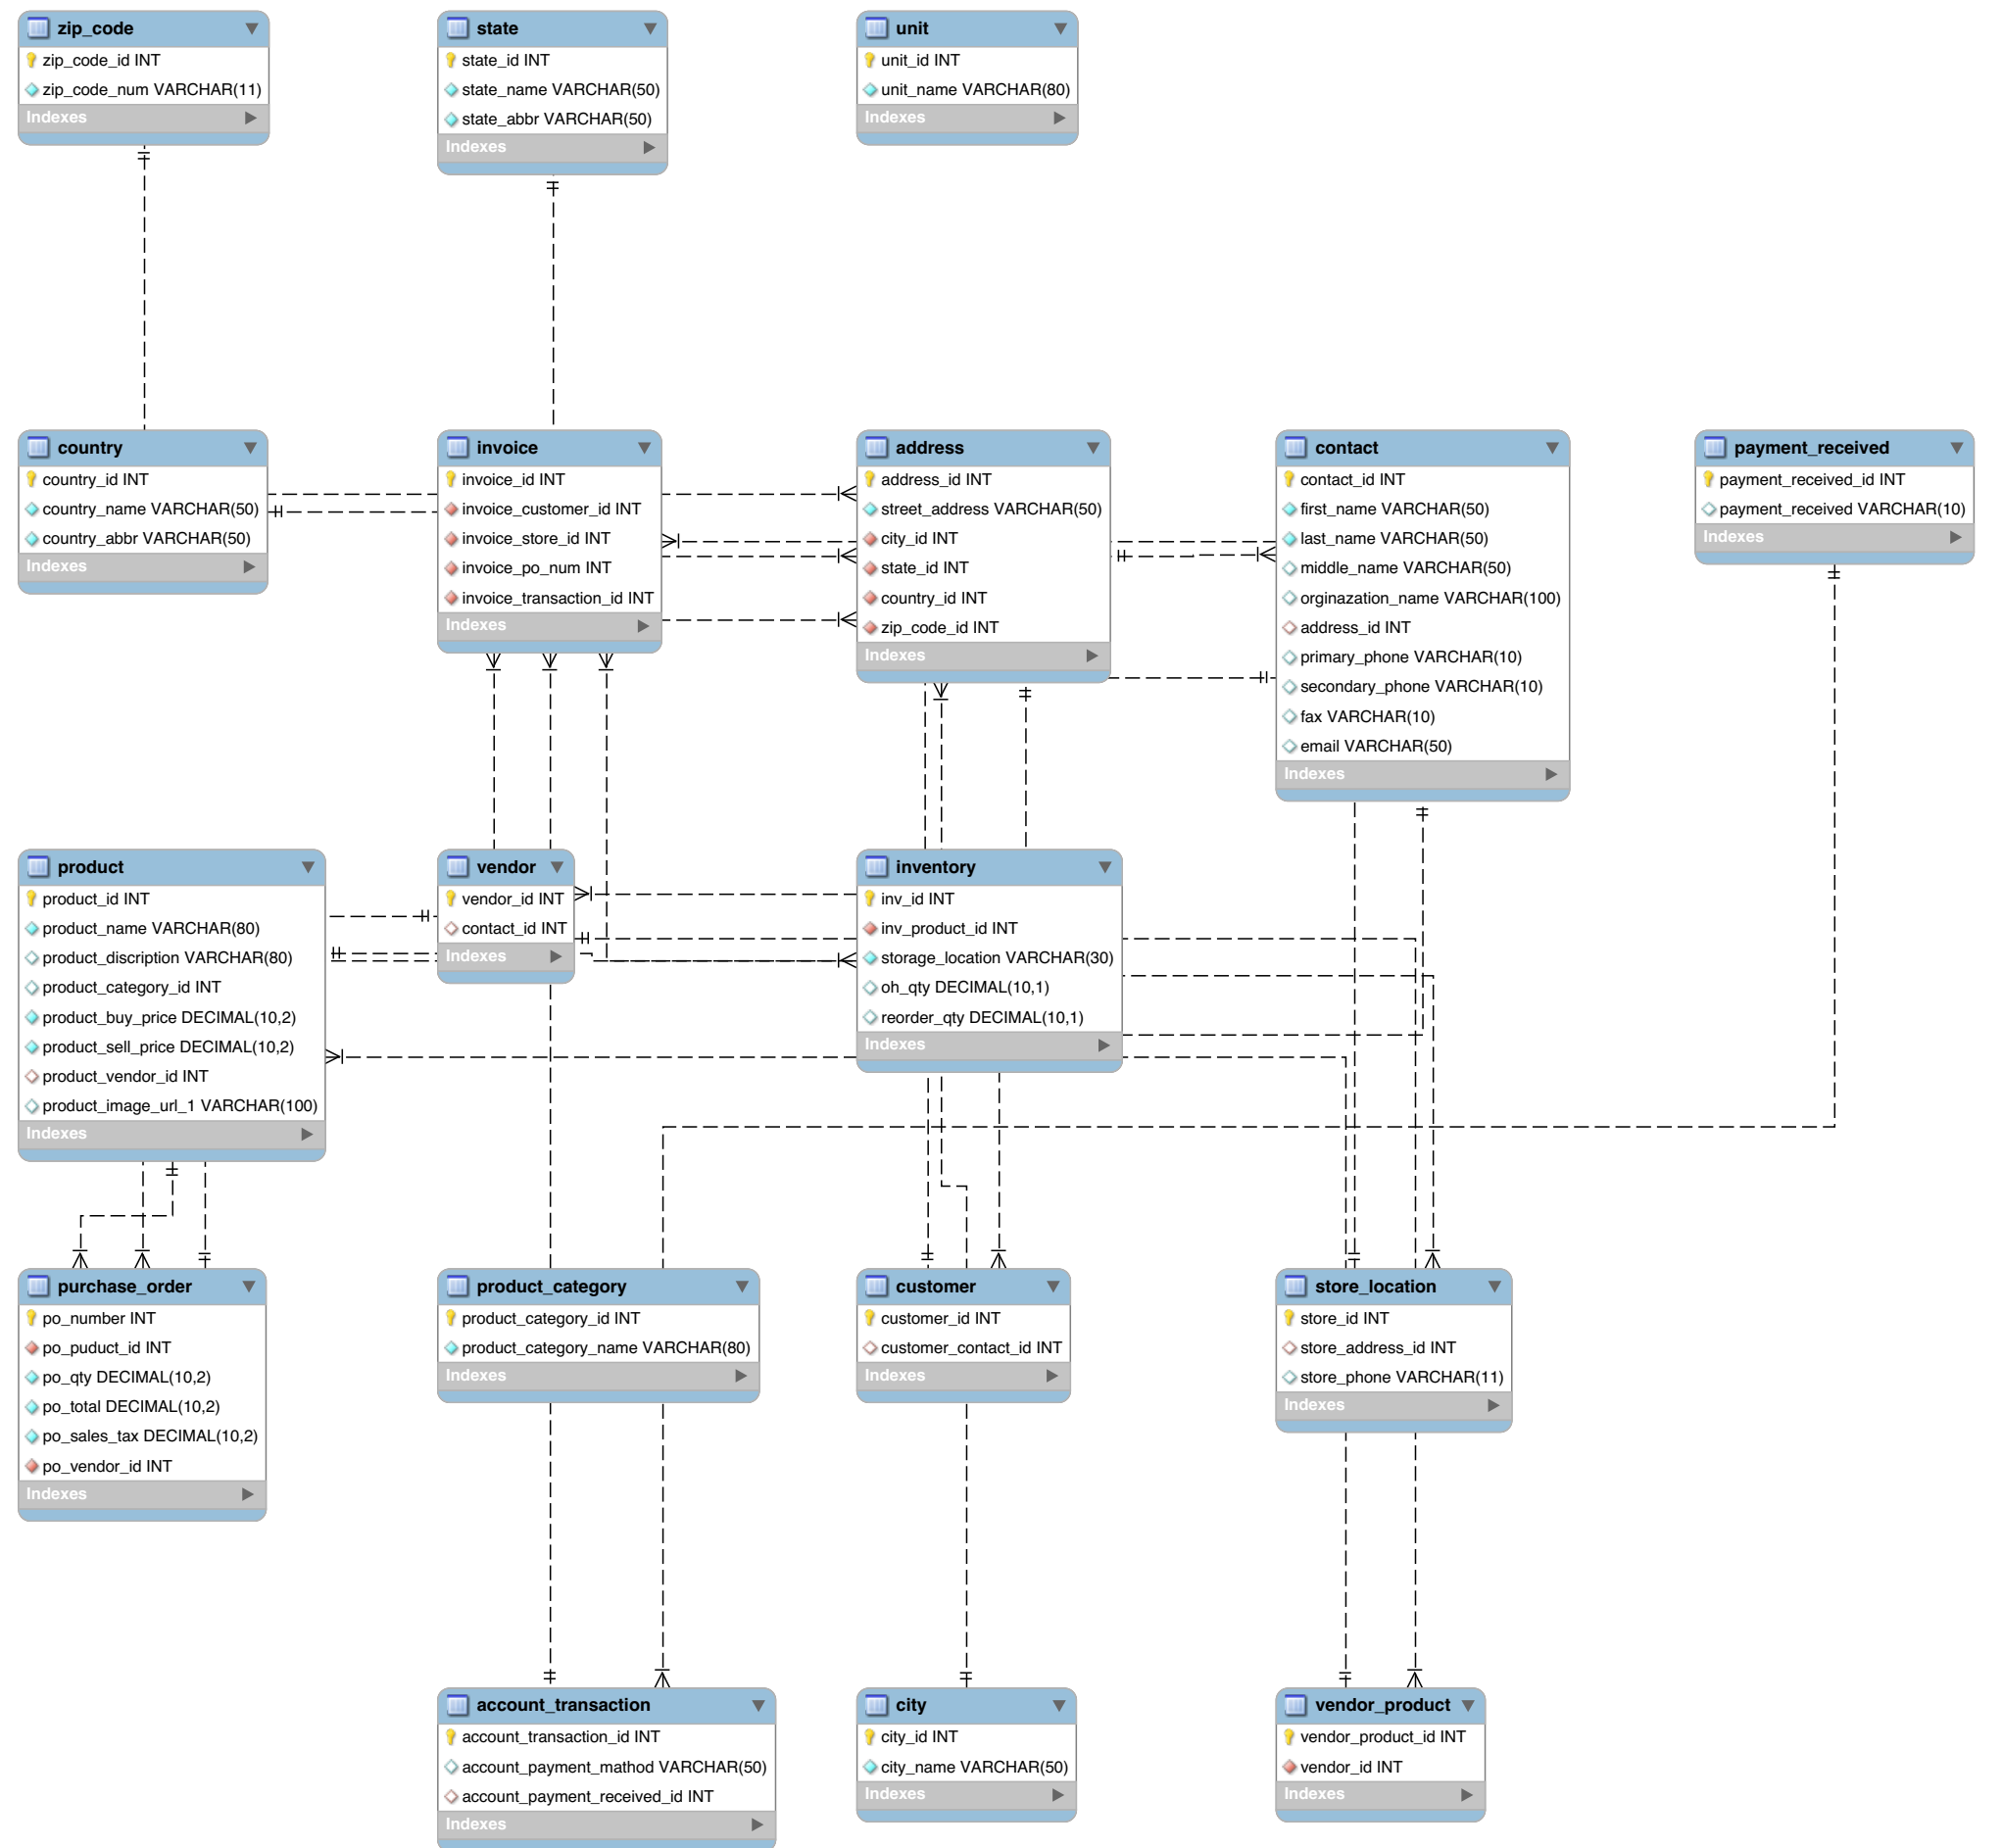 zip_code
zip_code_id INT
zip_code_num VARCHAR(11)
Indexes
state
state_id INT
state_name VARCHAR(50)
state_abbr VARCHAR(50)
Indexes
unit
unit_id INT
unit_name VARCHAR(80)
Indexes
country
country_id INT
country_name VARCHAR(50)
country_abbr VARCHAR(50)
Indexes
invoice
invoice_id INT
invoice_customer_id INT
invoice_store_id INT
invoice_po_num INT
invoice_transaction_id INT
Indexes
address
address_id INT
street_address VARCHAR(50)
city_id INT
state_id INT
country_id INT
zip_code_id INT
Indexes
contact
contact_id INT
first_name VARCHAR(50)
last_name VARCHAR(50)
middle_name VARCHAR(50)
orginazation_name VARCHAR(100)
address_id INT
primary_phone VARCHAR(10)
secondary_phone VARCHAR(10)
fax VARCHAR(10)
email VARCHAR(50)
Indexes
payment_received
payment_received_id INT
payment_received VARCHAR(10)
Indexes
product
product_id INT
product_name VARCHAR(80)
product_discription VARCHAR(80)
product_category_id INT
product_buy_price DECIMAL(10,2)
product_sell_price DECIMAL(10,2)
product_vendor_id INT
product_image_url_1 VARCHAR(100)
Indexes
vendor
vendor_id INT
contact_id INT
Indexes
inventory
inv_id INT
inv_product_id INT
storage_location VARCHAR(30)
oh_qty DECIMAL(10,1)
reorder_qty DECIMAL(10,1)
Indexes
purchase_order
po_number INT
po_puduct_id INT
po_qty DECIMAL(10,2)
po_total DECIMAL(10,2)
po_sales_tax DECIMAL(10,2)
po_vendor_id INT
Indexes
product_category
product_category_id INT
product_category_name VARCHAR(80)
Indexes
customer
customer_id INT
customer_contact_id INT
Indexes
store_location
store_id INT
store_address_id INT
store_phone VARCHAR(11)
Indexes
account_transaction
account_transaction_id INT
account_payment_mathod VARCHAR(50)
account_payment_received_id INT
Indexes
city
city_id INT
city_name VARCHAR(50)
Indexes
vendor_product
vendor_product_id INT
vendor_id INT
Indexes